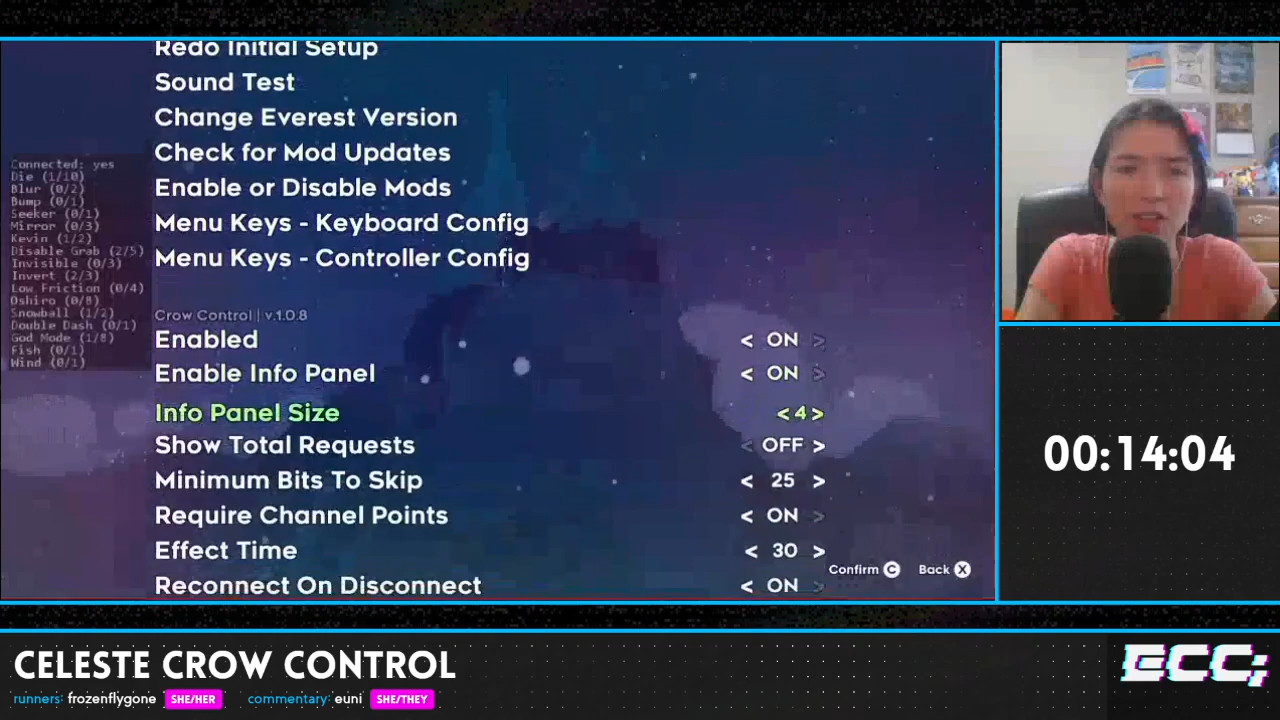 Redo Initial Setup
Sound Test
Change Everest Version
Check for Mod Updates
Enable or Disable Mods
Menu Keys - Keyboard Config
Menu Keys - Controller Config
Connected: yes
Die (1/10)
Blur (0/2)
Bump (0/1)
Seeker (0/1)
Mirror (0/3)
Kevin (1/2)
Disable Grab (2/5)
Invisible (0/3)
Invert (2/3)
Low Friction (0/4)
Oshiro (0/8)
Snowball (1/2)
Double Dash (0/1)
God Mode (1/8)
Fish (0/1)
Wind (0/1)
Crow Control | v.1.0.8
Enabled < ON >
Enable Info Panel < ON >
Info Panel Size < 4 >
Show Total Requests < OFF >
Minimum Bits To Skip < 25 >
Require Channel Points < ON >
Effect Time < 30 >
Reconnect On Disconnect < ON >
Confirm C Back X
00:14:04
CELESTE CROW CONTROL
runners: frozenflygone SHE/HER commentary: euni SHE/THEY
ECC;